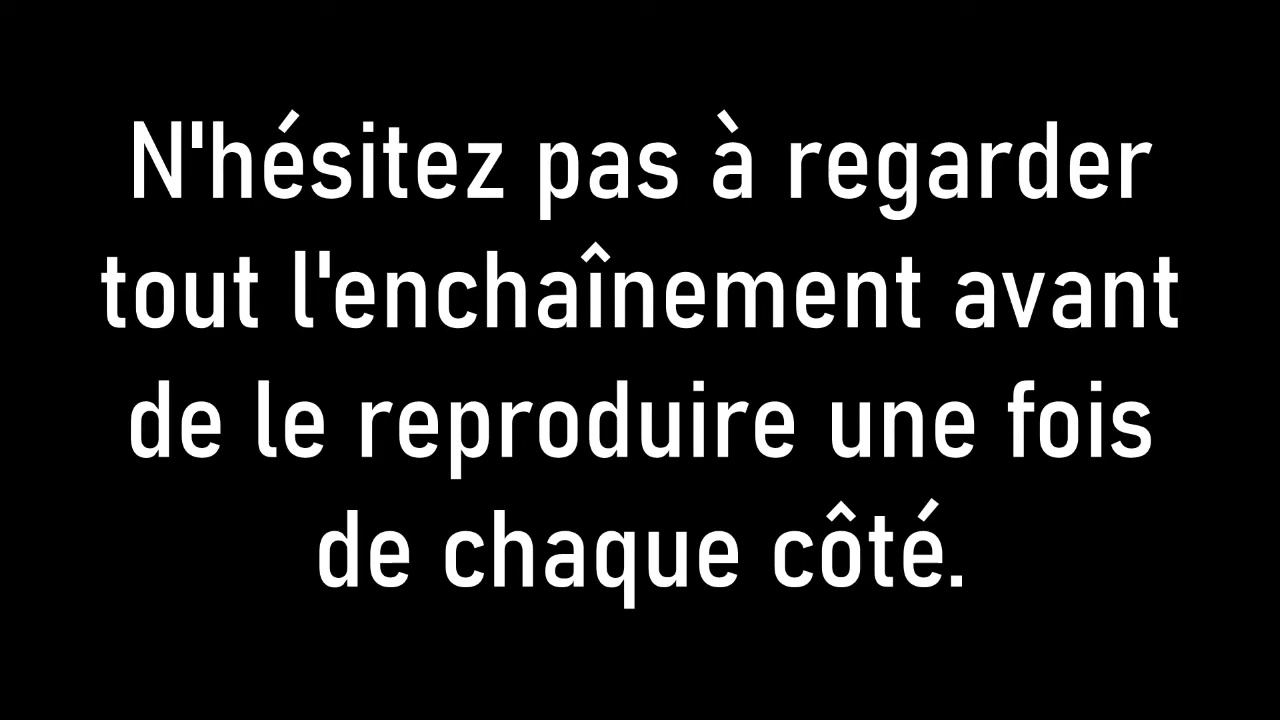 N'hésitez pas à regarder
tout l'enchaînement avant
de le reproduire une fois
de chaque côté.